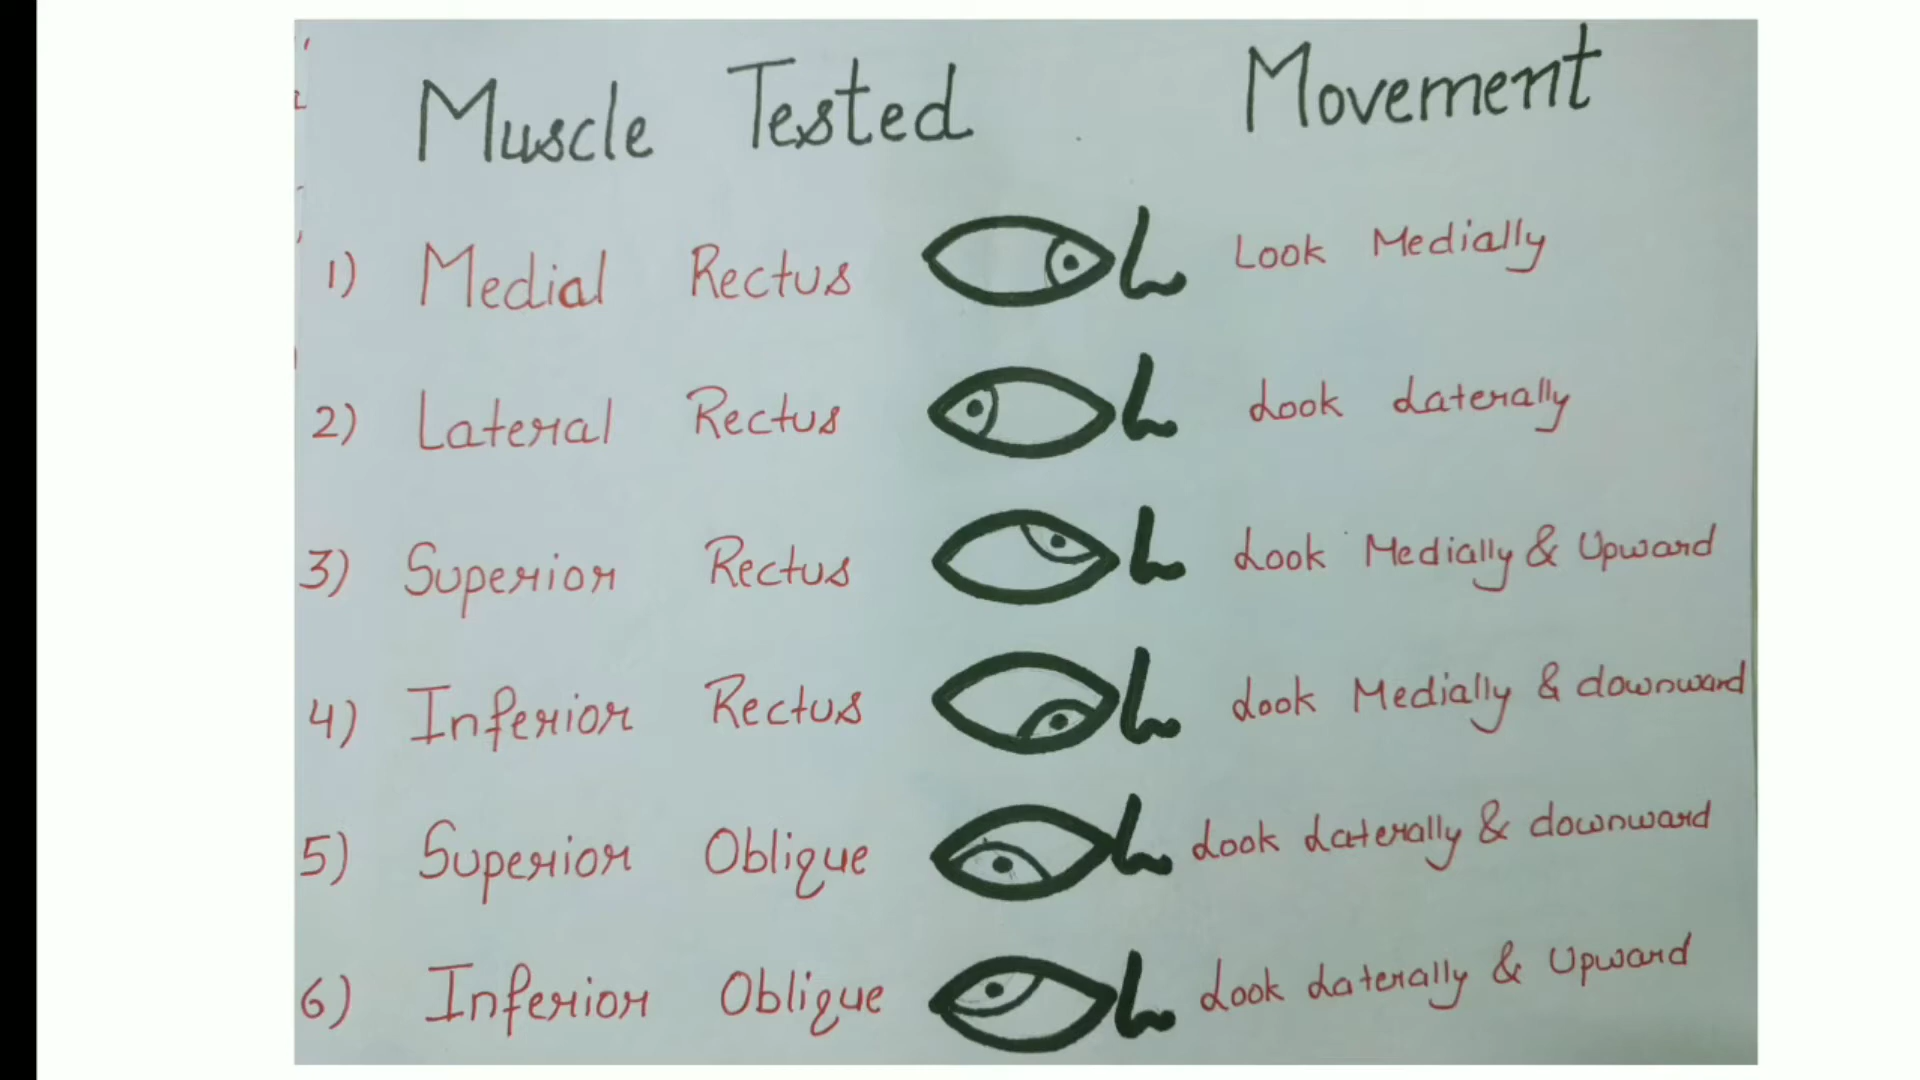 Muscle Tested Movement
1) Medial Rectus Look Medially
2) Lateral Rectus Look Laterally
3) Superior Rectus Look Medially & Upward
4) Inferior Rectus Look Medially & downward
5) Superior Oblique Look Laterally & downward
6) Inferior Oblique Look Laterally & Upward